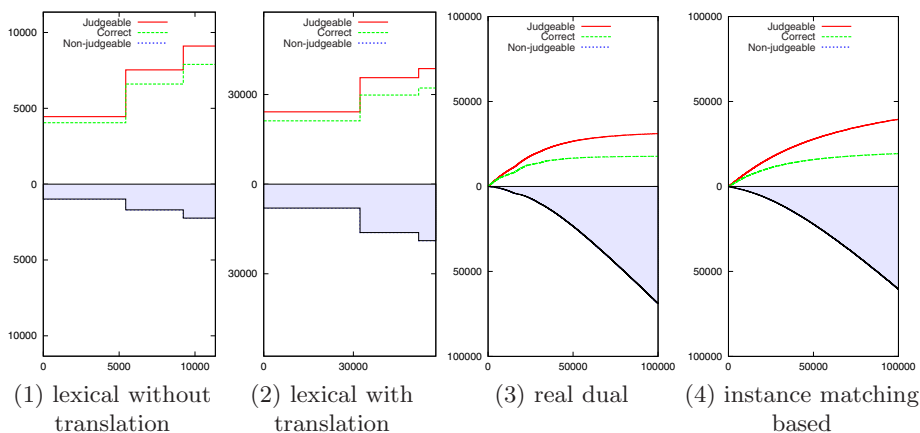 10000
5000
0
5000
10000
0
5000
10000
Judgeable
Correct
Non-judgeable
(1) lexical without
translation
30000
0
30000
0
30000
Judgeable
Correct
Non-judgeable
(2) lexical with
translation
100000
50000
0
50000
100000
0
50000
100000
Judgeable
Correct
Non-judgeable
(3) real dual
100000
50000
0
50000
100000
0
50000
100000
Judgeable
Correct
Non-judgeable
(4) instance matching
based